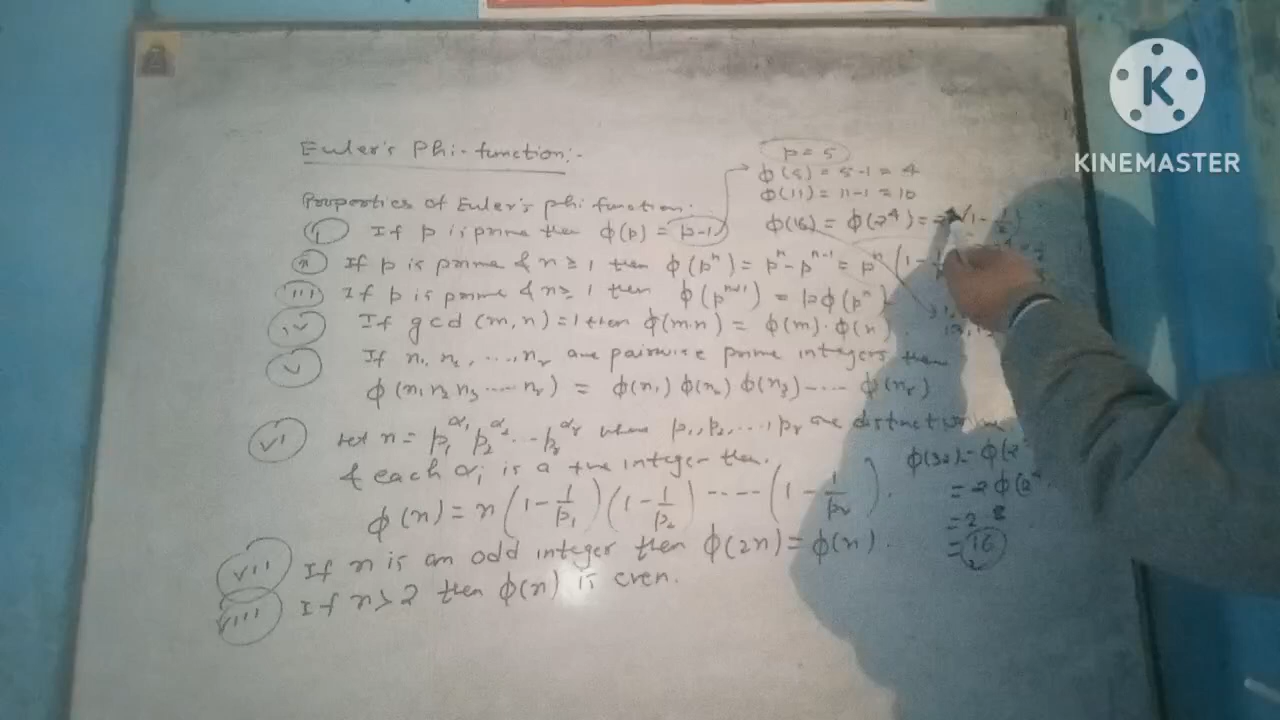 Euler's Phi-function:-
Properties of Euler's phi function.
(i) If p is prime then ϕ(p) = p-1
p = 5
ϕ(5) = 5-1 = 4
ϕ(11) = 11-1 = 10
ϕ(16) = ϕ(2^4) =
(ii) If p is prime & n ≥ 1 then ϕ(p^n) = p^n - p^{n-1} = p^n (1 -
(iii) If p is prime & n ≥ 1 then ϕ(p^{n+1}) = pϕ(p^n)
(iv) If gcd (m, n) = 1 then ϕ(m.n) = ϕ(m).ϕ(n)
(v) If n1, n2, ...., nr are pairwise prime integers then
ϕ(n1 n2 n3 ..... nr) = ϕ(n1) ϕ(n2) ϕ(n3) ..... ϕ(nr)
(vi) Let n = p1^α1 p2^α2 ... pr^αr where p1, p2, ..., pr are distinct
& each αi is a +ve integer then.
ϕ(n) = n (1 - 1/p1) (1 - 1/p2) ---- (1 - 1/pr).
(vii) If n is an odd integer then ϕ(2n) = ϕ(n).
(viii) If n > 2 then ϕ(n) is even.
ϕ(32) = ϕ(2
= 2ϕ(2
= 2.8
= 16
K
KINEMASTER